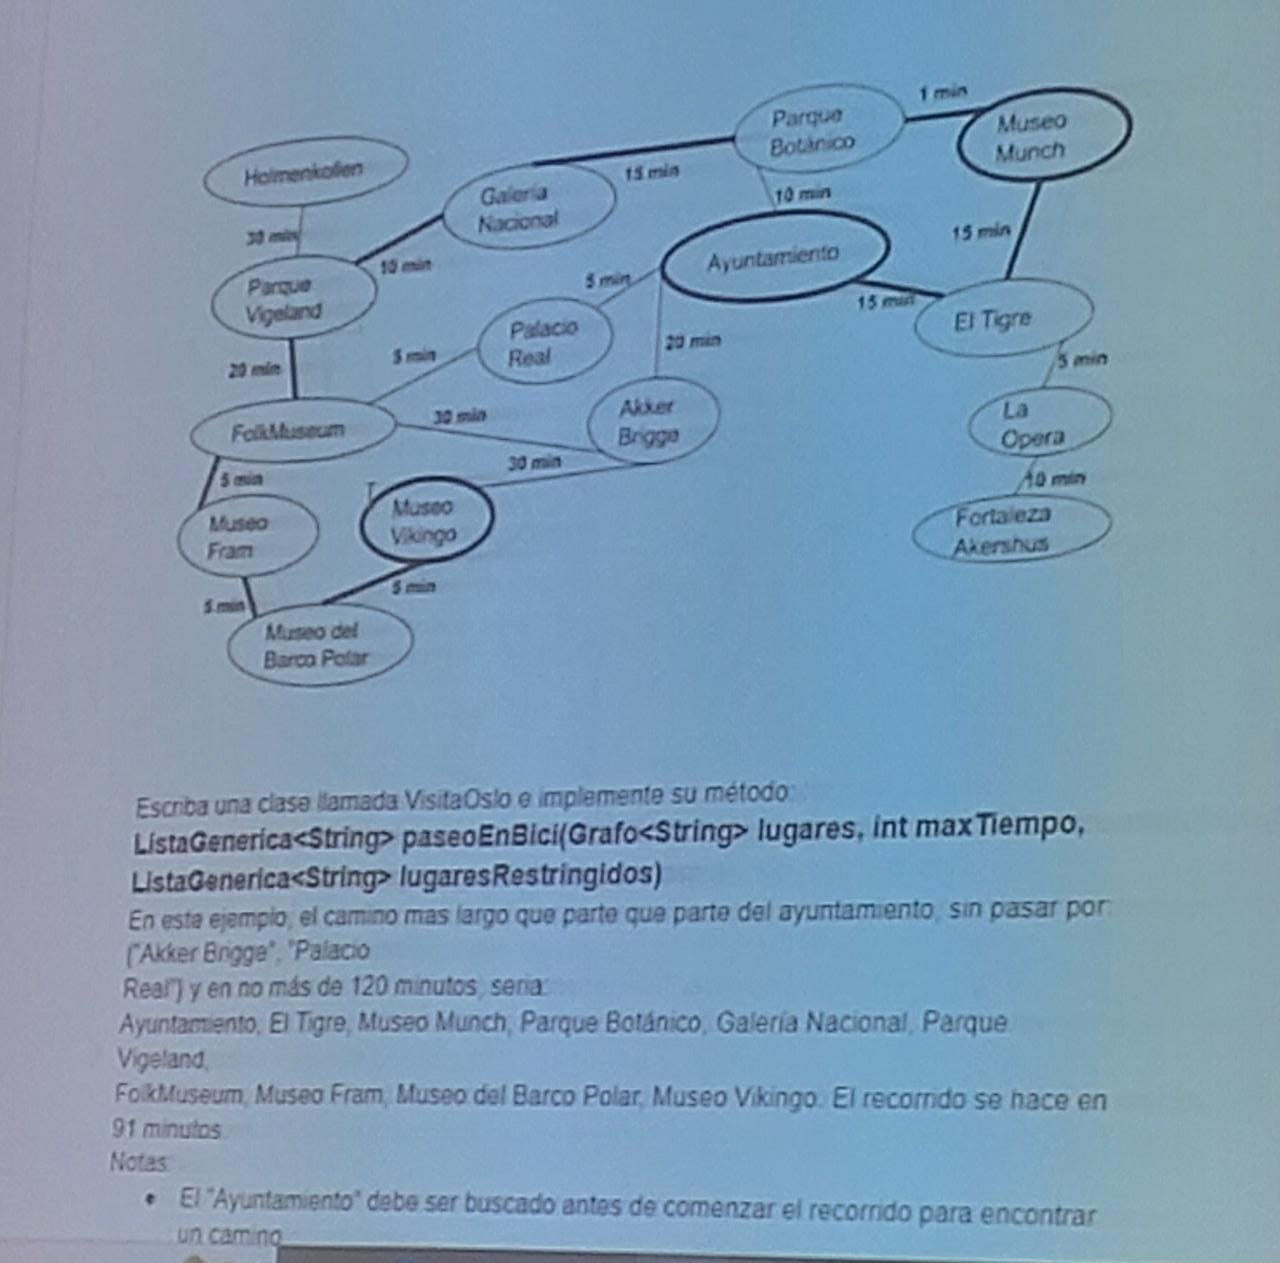 1 min
Parque
Botánico
Museo
Munch
Holmenkollen
15 min
Galería
Nacional
10 min
30 min
10 min
Ayuntamiento
15 min
Parque
Vigeland
5 min
15 min
El Tigre
Palacio
Real
20 min
5 min
20 min
5 min
Akker
Brigge
La
Opera
FolkMuseum
30 min
30 min
5 min
10 min
Museo
Fram
Museo
Vikingo
Fortaleza
Akershus
5 min
5 min
Museo del
Barco Polar
Escriba una clase llamada VisitaOslo e implemente su método:
ListaGenerica<String> paseoEnBici(Grafo<String> lugares, int maxTiempo,
ListaGenerica<String> lugaresRestringidos)
En este ejemplo, el camino mas largo que parte que parte del ayuntamiento, sin pasar por:
{"Akker Brigge", "Palacio
Real"} y en no más de 120 minutos, seria:
Ayuntamiento, El Tigre, Museo Munch, Parque Botánico, Galería Nacional, Parque
Vigeland,
FolkMuseum, Museo Fram, Museo del Barco Polar, Museo Vikingo. El recorrido se hace en
91 minutos.
Notas:
• El "Ayuntamiento" debe ser buscado antes de comenzar el recorrido para encontrar
un camino